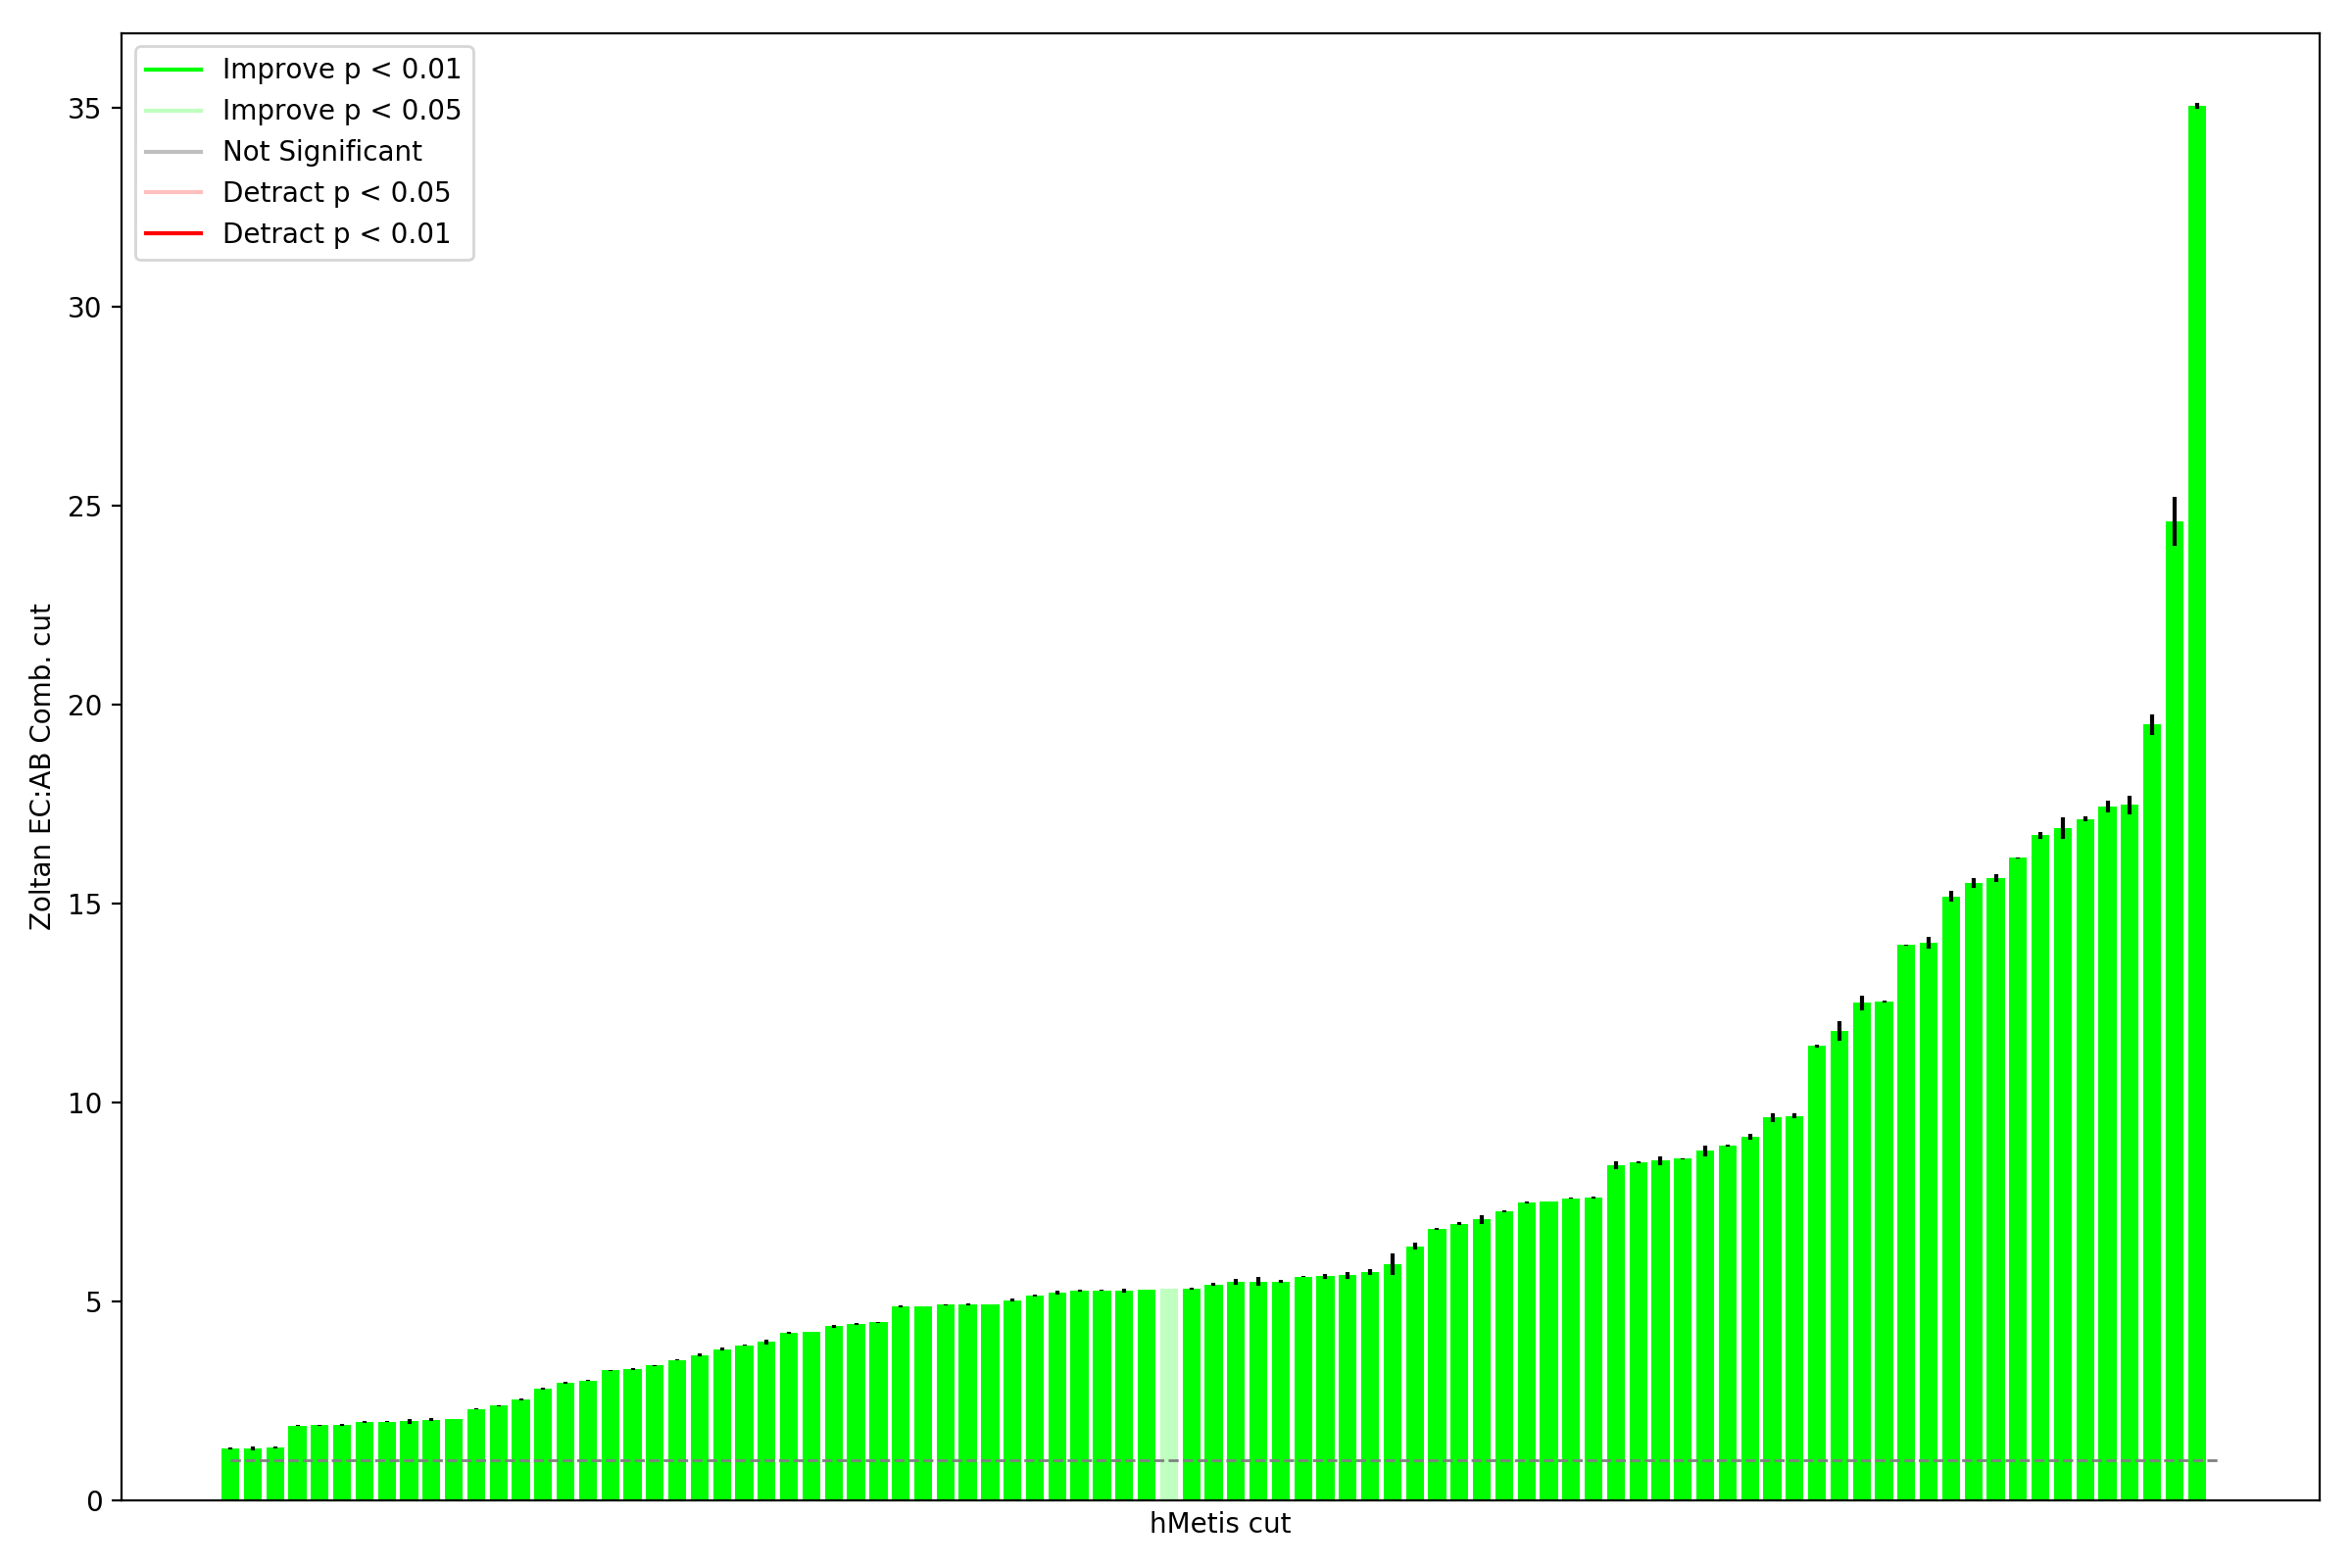 Improve p < 0.01
Improve p < 0.05
Not Significant
Detract p < 0.05
Detract p < 0.01
35
30
25
20
15
10
5
0
Zoltan EC:AB Comb. cut
hMetis cut